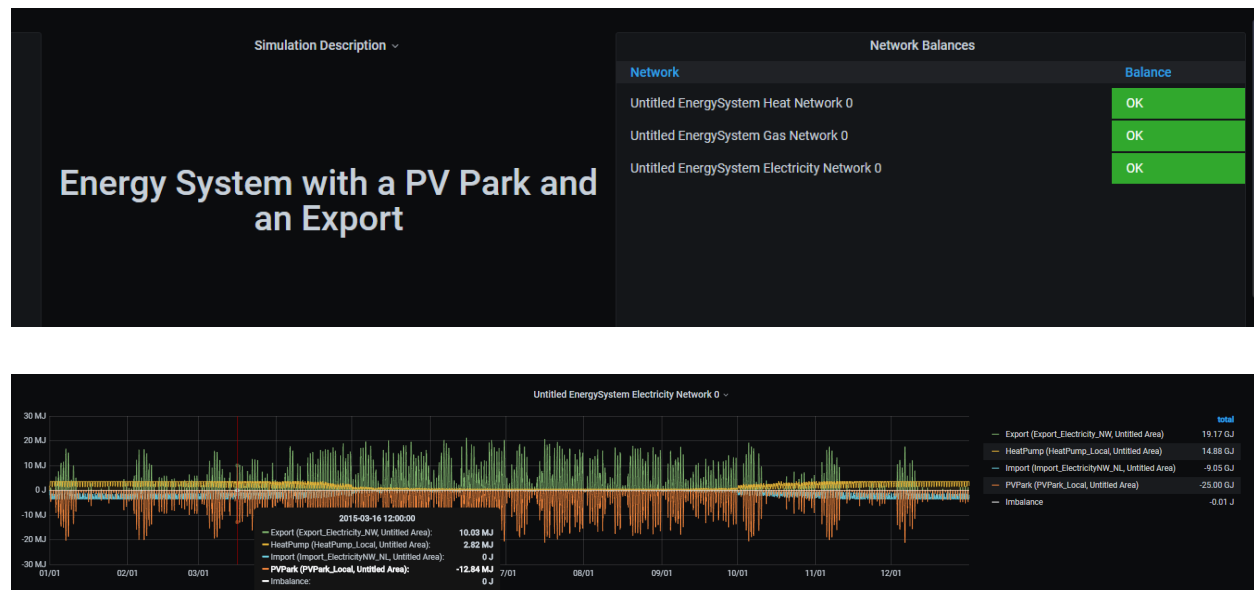 Simulation Description
Network Balances
Network Balance
Untitled EnergySystem Heat Network 0 OK
Untitled EnergySystem Gas Network 0 OK
Untitled EnergySystem Electricity Network 0 OK
Energy System with a PV Park and
an Export
Untitled EnergySystem Electricity Network 0
30 MJ
20 MJ
10 MJ
0 J
-10 MJ
-20 MJ
-30 MJ
01/01 02/01 03/01 7/01 08/01 09/01 10/01 11/01 12/01
2015-03-16 12:00:00
Export (Export_Electricity_NW, Untitled Area): 10.03 MJ
HeatPump (HeatPump_Local, Untitled Area): 2.82 MJ
Import (Import_ElectricityNW_NL, Untitled Area): 0 J
PVPark (PVPark_Local, Untitled Area): -12.84 MJ
Imbalance: 0 J
total
Export (Export_Electricity_NW, Untitled Area) 19.17 GJ
HeatPump (HeatPump_Local, Untitled Area) 14.88 GJ
Import (Import_ElectricityNW_NL, Untitled Area) -9.05 GJ
PVPark (PVPark_Local, Untitled Area) -25.00 GJ
Imbalance -0.01 J